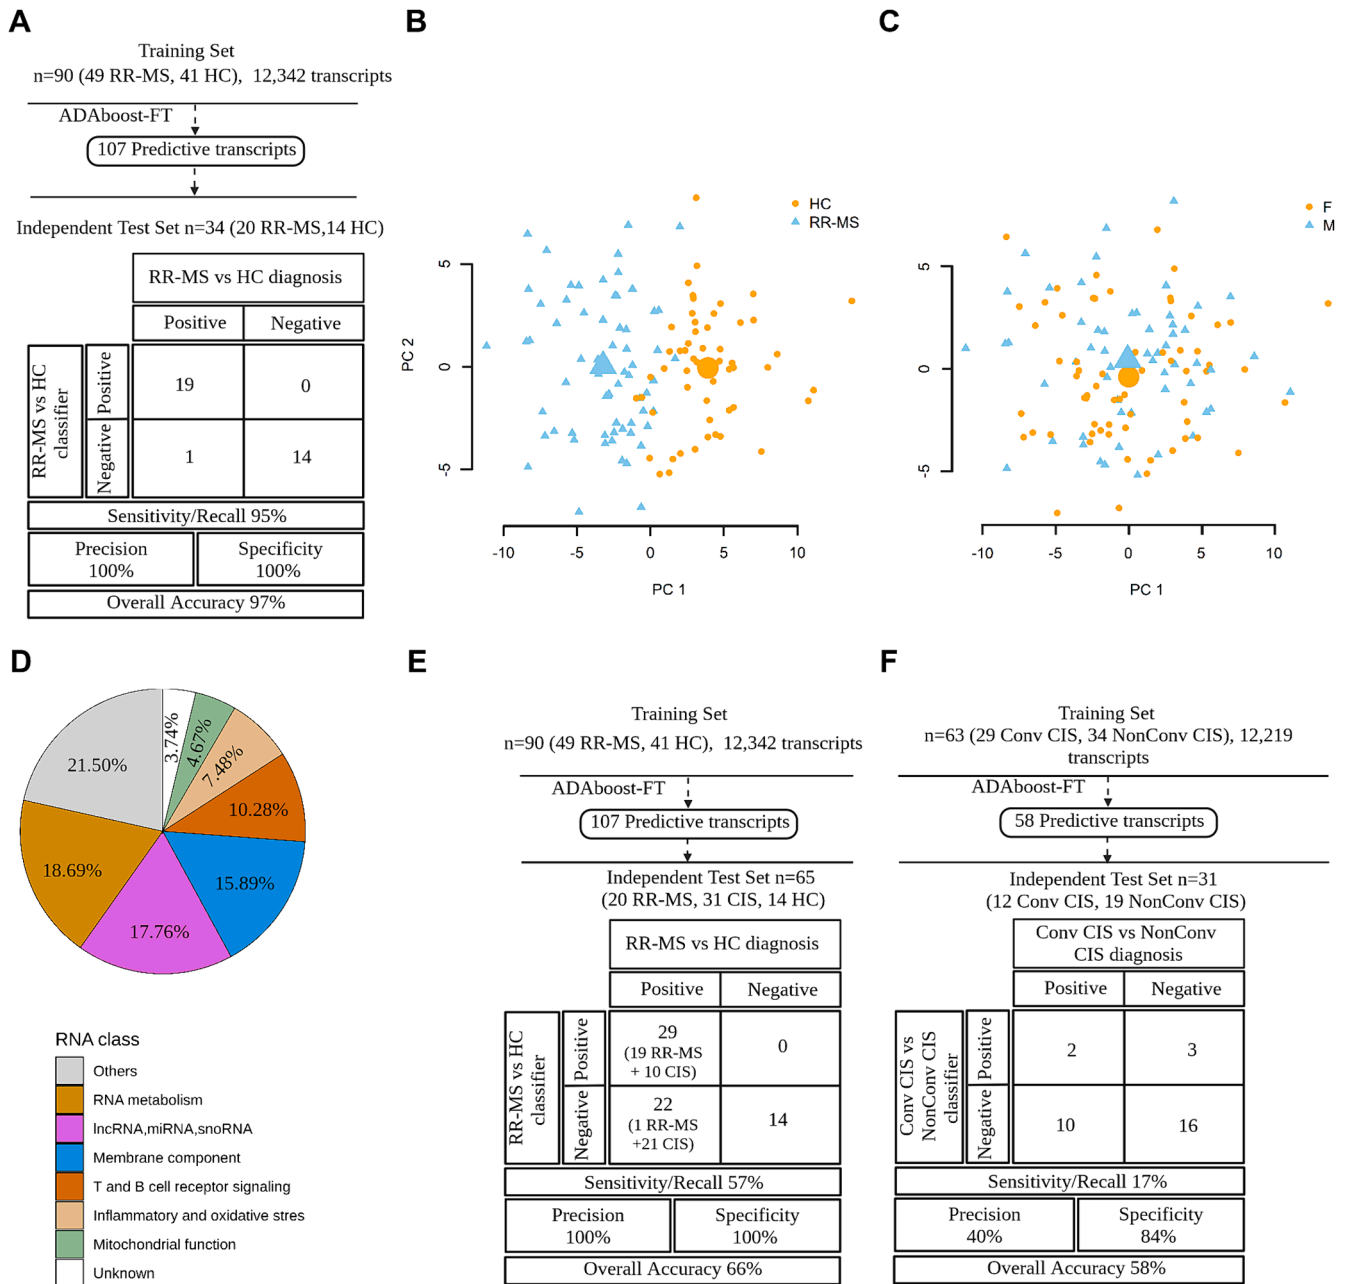 A
Training Set
n=90 (49 RR-MS, 41 HC), 12,342 transcripts
ADAboost-FT
107 Predictive transcripts
Independent Test Set n=34 (20 RR-MS,14 HC)
RR-MS vs HC diagnosis
Positive Negative
RR-MS vs HC
classifier
Positive
19 0
Negative
1 14
Sensitivity/Recall 95%
Precision
100%
Specificity
100%
Overall Accuracy 97%
B
HC
RR-MS
PC 2
5
0
-5
-10 -5 0 5 10
PC 1
C
F
M
5
0
-5
-10 -5 0 5 10
PC 1
D
3.74%
4.67%
7.48%
10.28%
15.89%
17.76%
18.69%
21.50%
RNA class
Others
RNA metabolism
lncRNA,miRNA,snoRNA
Membrane component
T and B cell receptor signaling
Inflammatory and oxidative stres
Mitochondrial function
Unknown
E
Training Set
n=90 (49 RR-MS, 41 HC), 12,342 transcripts
ADAboost-FT
107 Predictive transcripts
Independent Test Set n=65
(20 RR-MS, 31 CIS, 14 HC)
RR-MS vs HC diagnosis
Positive Negative
RR-MS vs HC
classifier
Positive
29
(19 RR-MS
+ 10 CIS)
0
Negative
22
(1 RR-MS
+21 CIS)
14
Sensitivity/Recall 57%
Precision
100%
Specificity
100%
Overall Accuracy 66%
F
Training Set
n=63 (29 Conv CIS, 34 NonConv CIS), 12,219
transcripts
ADAboost-FT
58 Predictive transcripts
Independent Test Set n=31
(12 Conv CIS, 19 NonConv CIS)
Conv CIS vs NonConv
CIS diagnosis
Positive Negative
Conv CIS vs
NonConv CIS
classifier
Positive
2 3
Negative
10 16
Sensitivity/Recall 17%
Precision
40%
Specificity
84%
Overall Accuracy 58%